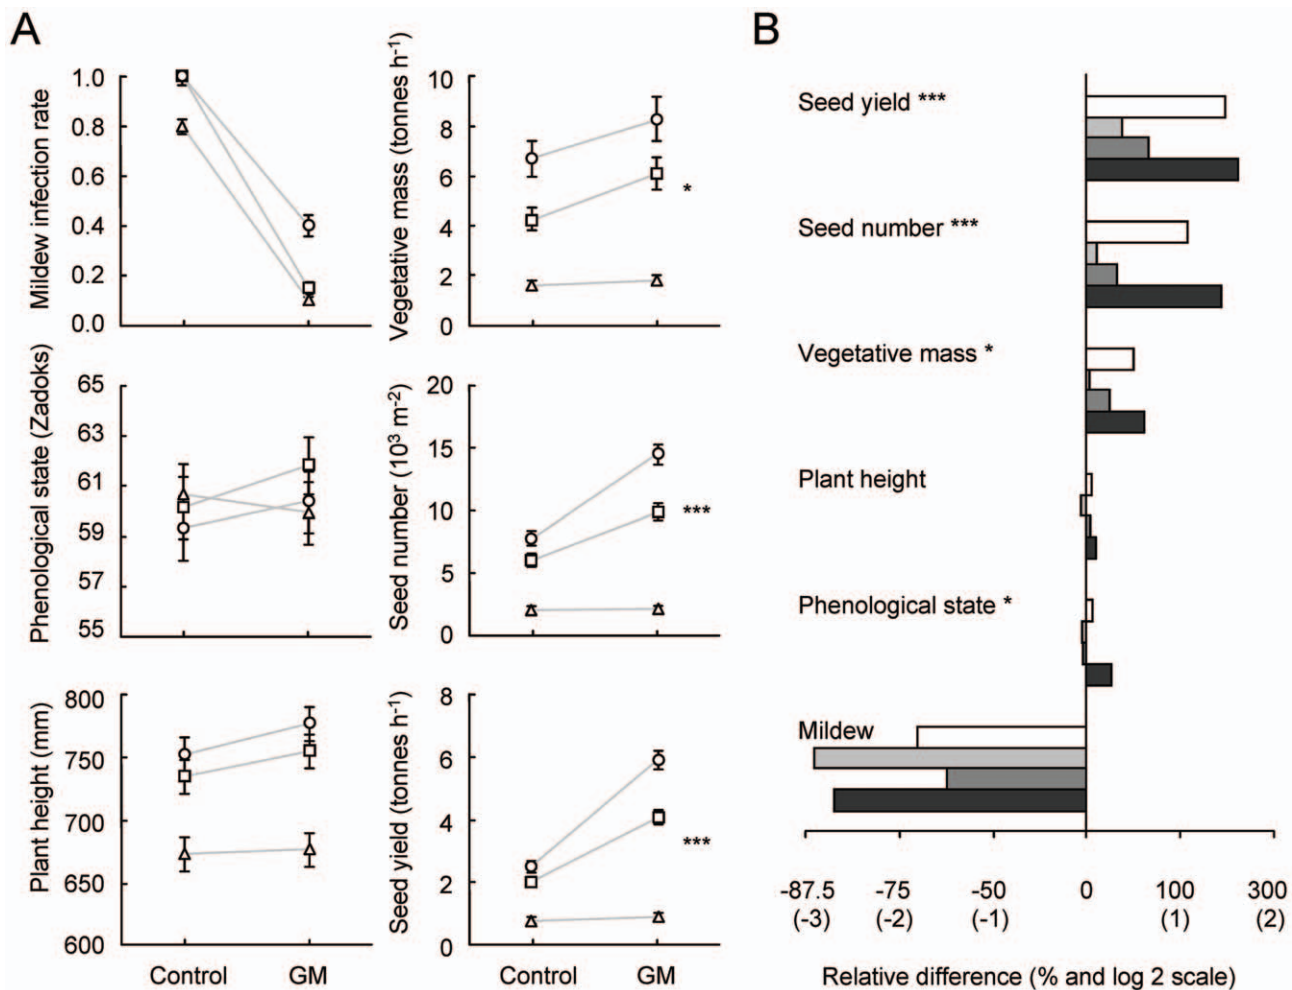 A
Mildew infection rate
1.0
0.8
0.6
0.4
0.2
0.0
Vegetative mass (tonnes h⁻¹)
10
8
6
4
2
0
*
Phenological state (Zadoks)
65
63
61
59
57
55
Seed number (10³ m⁻²)
20
15
10
5
0
***
Plant height (mm)
800
750
700
650
600
Control
GM
Seed yield (tonnes h⁻¹)
8
6
4
2
0
***
Control
GM
B
Seed yield ***
Seed number ***
Vegetative mass *
Plant height
Phenological state *
Mildew
-87.5 -75 -50 0 100 300
(-3) (-2) (-1) (1) (2)
Relative difference (% and log 2 scale)